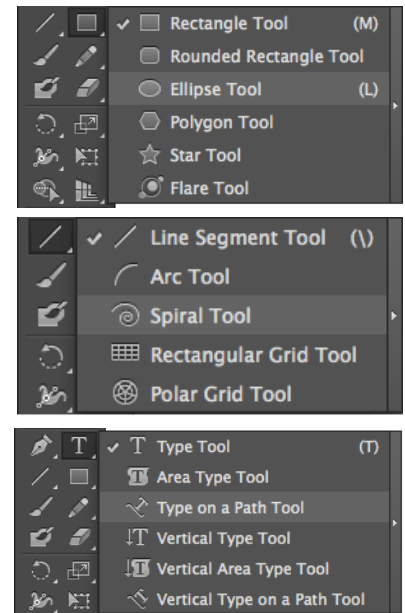 Rectangle Tool (M)
Rounded Rectangle Tool
Ellipse Tool (L)
Polygon Tool
Star Tool
Flare Tool
Line Segment Tool (\)
Arc Tool
Spiral Tool
Rectangular Grid Tool
Polar Grid Tool
Type Tool (T)
Area Type Tool
Type on a Path Tool
Vertical Type Tool
Vertical Area Type Tool
Vertical Type on a Path Tool